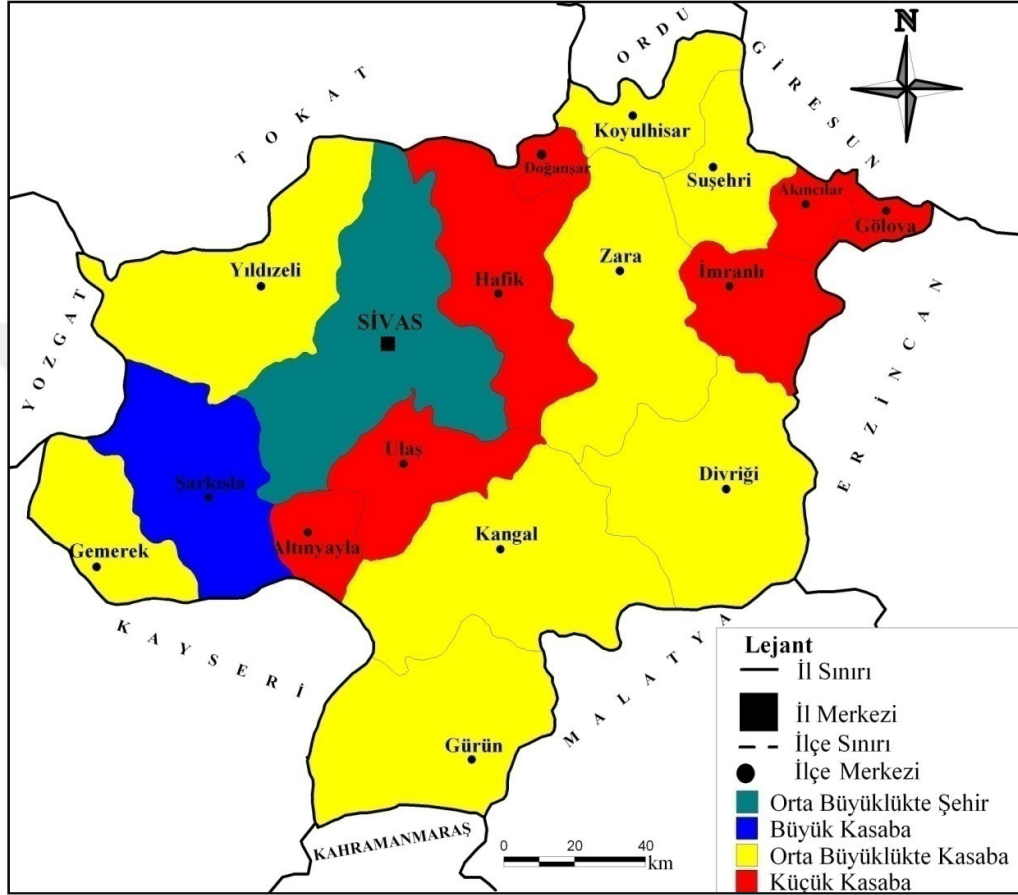 N
ORDU
GİRESUN
TOKAT
Koyulhisar
Doğanşar
Suşehri
Akıncılar
Gölova
Zara
Yıldızeli
Hafik
İmranlı
SİVAS
YOZGAT
ERZİNCAN
Ulaş
Divriği
Şarkışla
Kangal
Altınyayla
Gemerek
KAYSERİ
MALATYA
Gürün
KAHRAMANMARAŞ
0 20 40
km
Lejant
İl Sınırı
İl Merkezi
İlçe Sınırı
İlçe Merkezi
Orta Büyüklükte Şehir
Büyük Kasaba
Orta Büyüklükte Kasaba
Küçük Kasaba